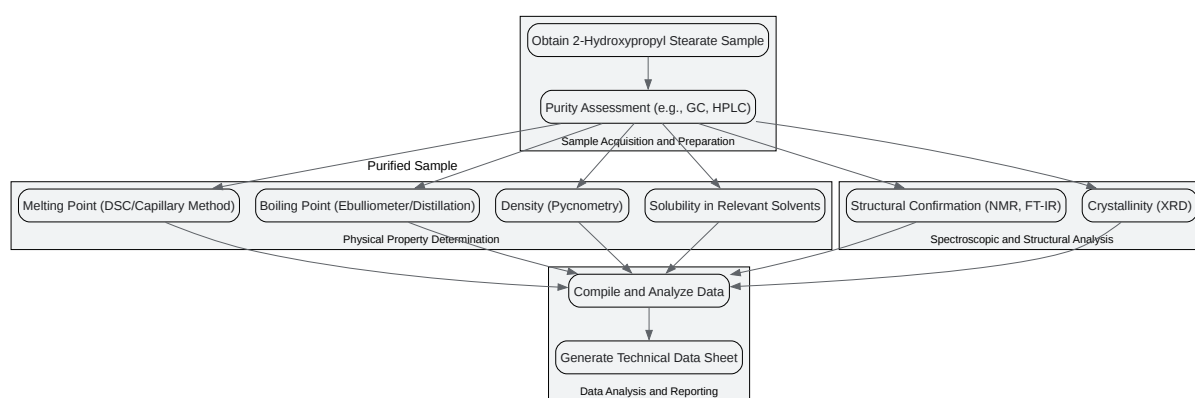 Obtain 2-Hydroxypropyl Stearate Sample
Purity Assessment (e.g., GC, HPLC)
Sample Acquisition and Preparation
Purified Sample
Melting Point (DSC/Capillary Method)
Boiling Point (Ebulliometer/Distillation)
Density (Pycnometry)
Solubility in Relevant Solvents
Structural Confirmation (NMR, FT-IR)
Crystallinity (XRD)
Physical Property Determination
Spectroscopic and Structural Analysis
Compile and Analyze Data
Generate Technical Data Sheet
Data Analysis and Reporting